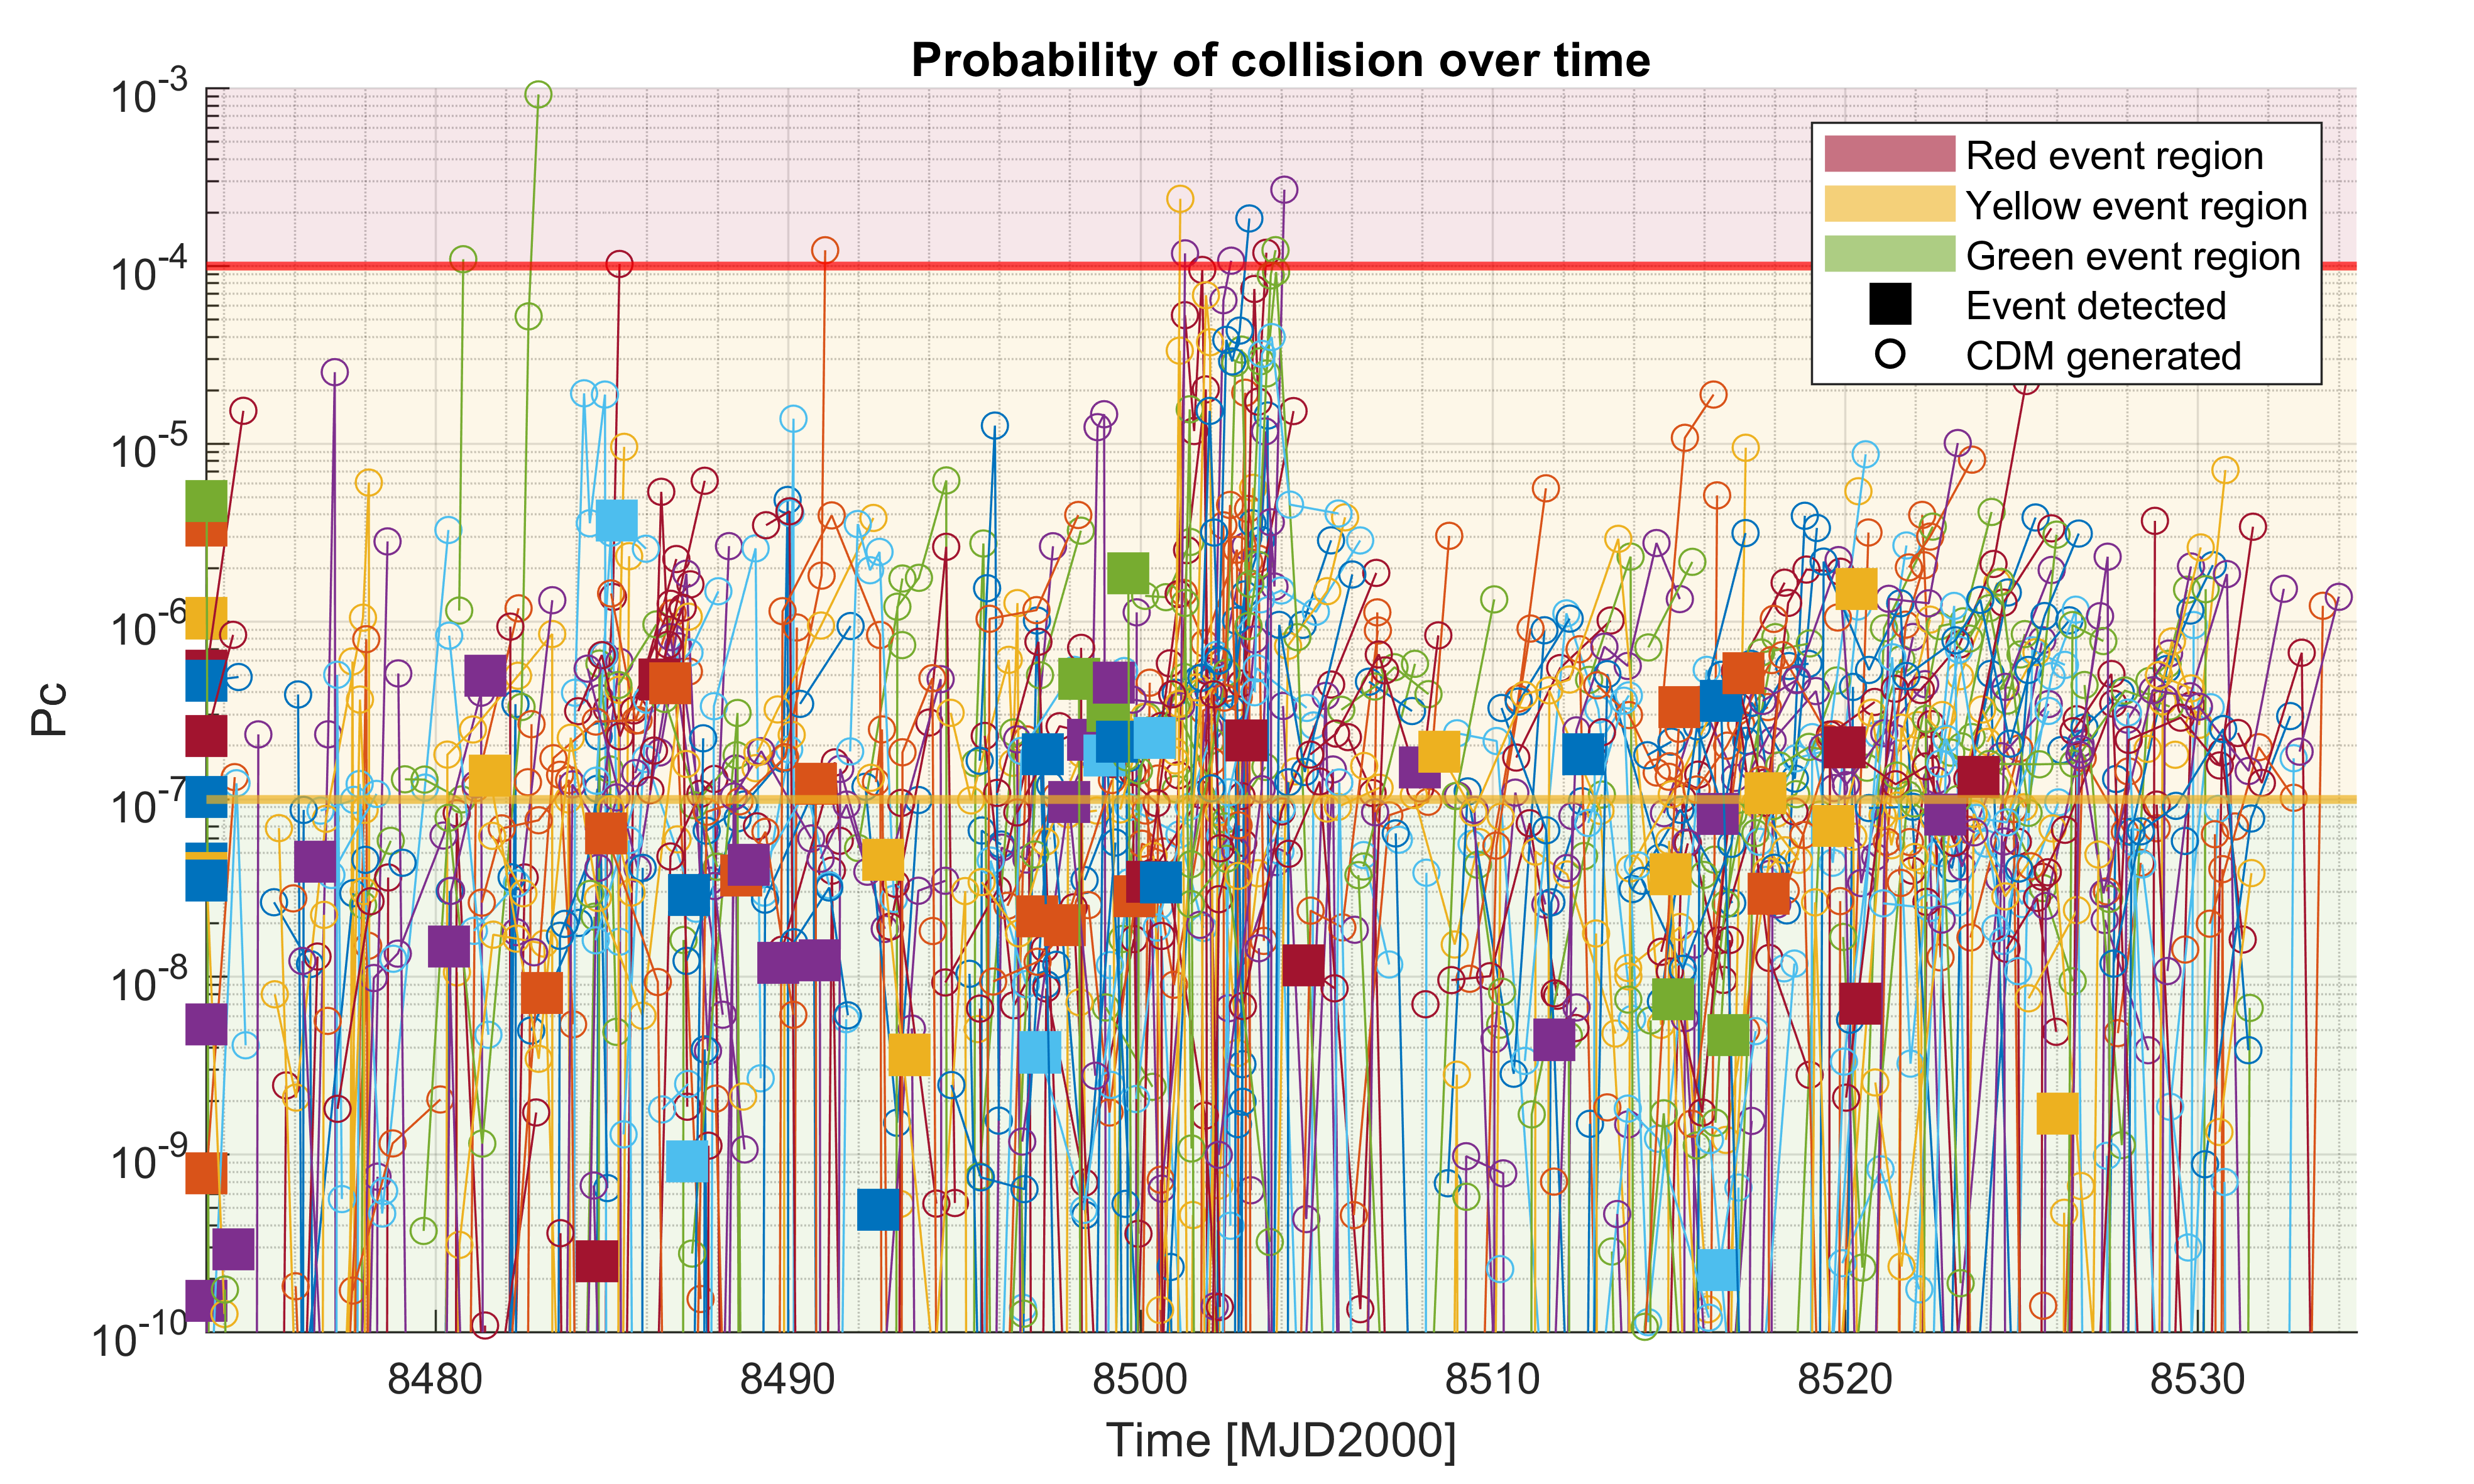 Probability of collision over time
10^-3
10^-4
10^-5
10^-6
10^-7
10^-8
10^-9
10^-10
Pc
Red event region
Yellow event region
Green event region
Event detected
CDM generated
8480 8490 8500 8510 8520 8530
Time [MJD2000]